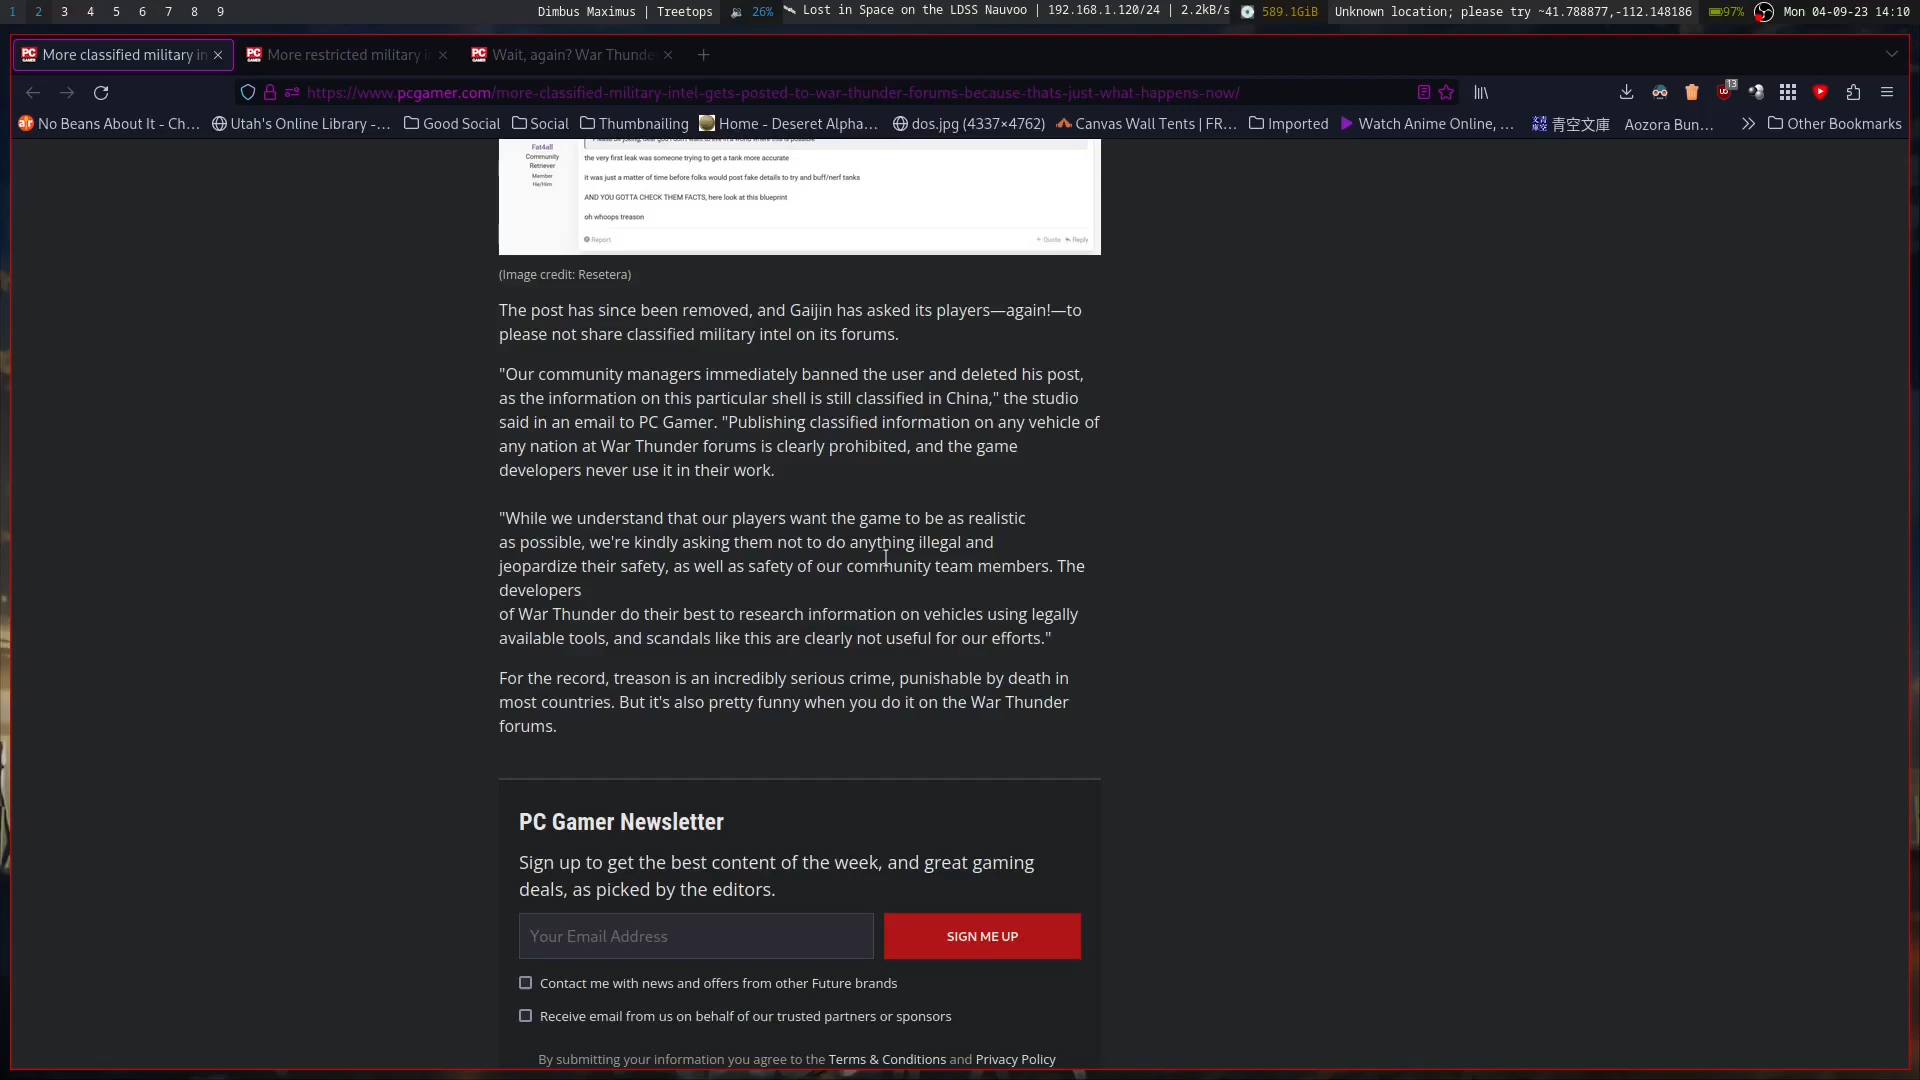 1 2 3 4 5 6 7 8 9
Dimbus Maximus | Treetops
26%
Lost in Space on the LDSS Nauvoo | 192.168.1.120/24 | 2.2kB/s
589.1GiB
Unknown location; please try ~41.788877,-112.148186
97%
Mon 04-09-23 14:10
More classified military in
More restricted military i
Wait, again? War Thunde
https://www.pcgamer.com/more-classified-military-intel-gets-posted-to-war-thunder-forums-because-thats-just-what-happens-now/
13
No Beans About It - Ch...
Utah's Online Library -...
Good Social
Social
Thumbnailing
Home - Deseret Alpha...
dos.jpg (4337×4762)
Canvas Wall Tents | FR...
Imported
Watch Anime Online, ...
青空文庫 Aozora Bun...
Other Bookmarks
Fat4all
Community
Retriever
Member
He/Him
the very first leak was someone trying to get a tank more accurate
it was just a matter of time before folks would post fake details to try and buff/nerf tanks
AND YOU GOTTA CHECK THEM FACTS, here look at this blueprint
oh whoops treason
Report
+ Quote
Reply
(Image credit: Resetera)
The post has since been removed, and Gaijin has asked its players—again!—to
please not share classified military intel on its forums.
"Our community managers immediately banned the user and deleted his post,
as the information on this particular shell is still classified in China," the studio
said in an email to PC Gamer. "Publishing classified information on any vehicle of
any nation at War Thunder forums is clearly prohibited, and the game
developers never use it in their work.
"While we understand that our players want the game to be as realistic
as possible, we're kindly asking them not to do anything illegal and
jeopardize their safety, as well as safety of our community team members. The
developers
of War Thunder do their best to research information on vehicles using legally
available tools, and scandals like this are clearly not useful for our efforts."
For the record, treason is an incredibly serious crime, punishable by death in
most countries. But it's also pretty funny when you do it on the War Thunder
forums.
PC Gamer Newsletter
Sign up to get the best content of the week, and great gaming
deals, as picked by the editors.
Your Email Address
SIGN ME UP
Contact me with news and offers from other Future brands
Receive email from us on behalf of our trusted partners or sponsors
By submitting your information you agree to the Terms & Conditions and Privacy Policy